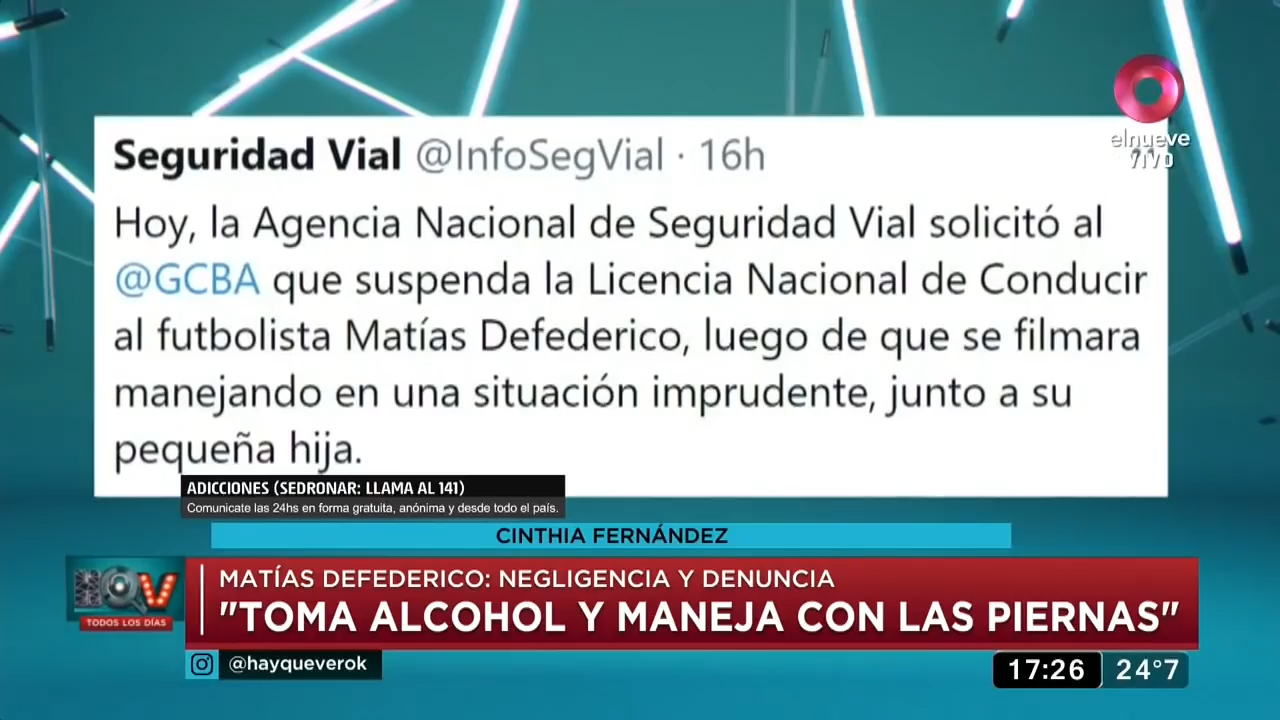 Seguridad Vial @InfoSegVial · 16h
Hoy, la Agencia Nacional de Seguridad Vial solicitó al
@GCBA que suspenda la Licencia Nacional de Conducir
al futbolista Matías Defederico, luego de que se filmara
manejando en una situación imprudente, junto a su
pequeña hija.
elnueve
VIVO
ADICCIONES (SEDRONAR: LLAMA AL 141)
Comunicate las 24hs en forma gratuita, anónima y desde todo el país.
CINTHIA FERNÁNDEZ
HQV
TODOS LOS DÍAS
MATÍAS DEFEDERICO: NEGLIGENCIA Y DENUNCIA
"TOMA ALCOHOL Y MANEJA CON LAS PIERNAS"
@hayqueverok
17:26 24°7